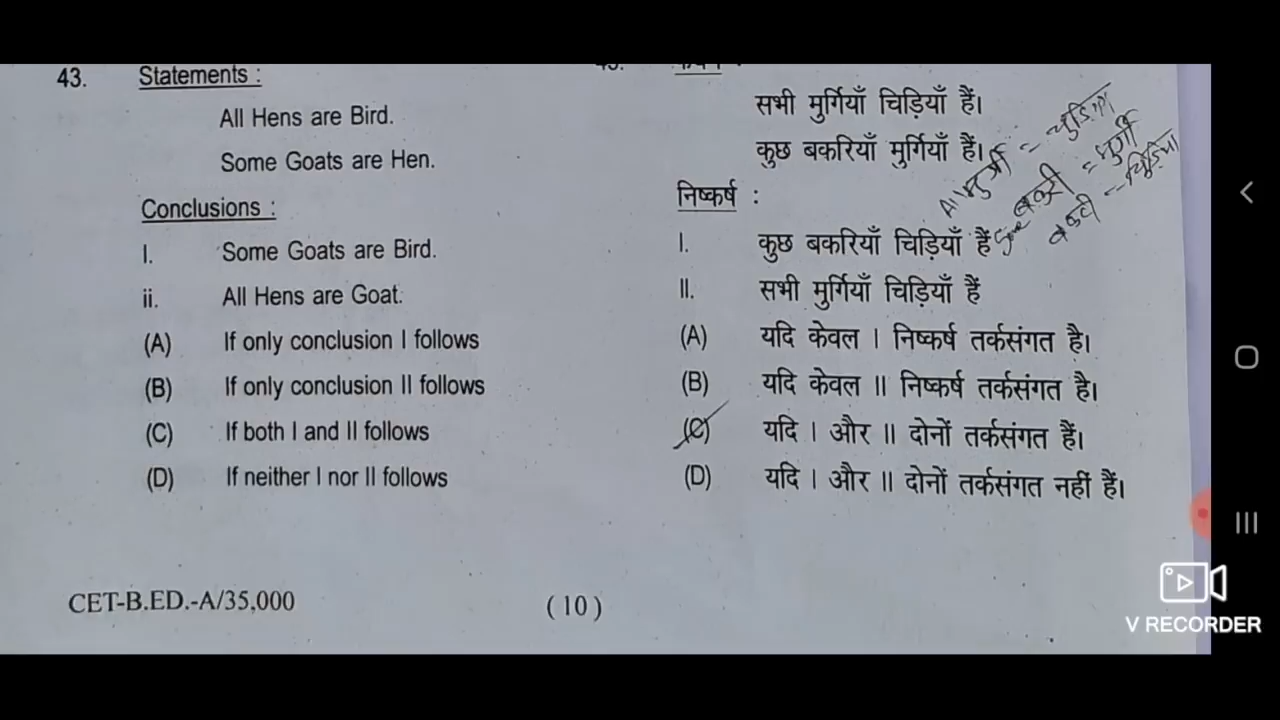 43. Statements :
All Hens are Bird.
Some Goats are Hen.
Conclusions :
I. Some Goats are Bird.
ii. All Hens are Goat.
(A) If only conclusion I follows
(B) If only conclusion II follows
(C) If both I and II follows
(D) If neither I nor II follows
सभी मुर्गियाँ चिड़ियाँ हैं।
कुछ बकरियाँ मुर्गियाँ हैं।
निष्कर्ष :
I. कुछ बकरियाँ चिड़ियाँ हैं
II. सभी मुर्गियाँ चिड़ियाँ हैं
(A) यदि केवल I निष्कर्ष तर्कसंगत है।
(B) यदि केवल II निष्कर्ष तर्कसंगत है।
(C) यदि I और II दोनों तर्कसंगत हैं।
(D) यदि I और II दोनों तर्कसंगत नहीं हैं।
CET-B.ED.-A/35,000
(10)
V RECORDER